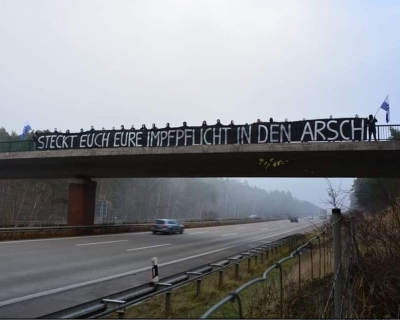 STECKT EUCH EURE iMPFPFLICHT IN DEN ARSCH